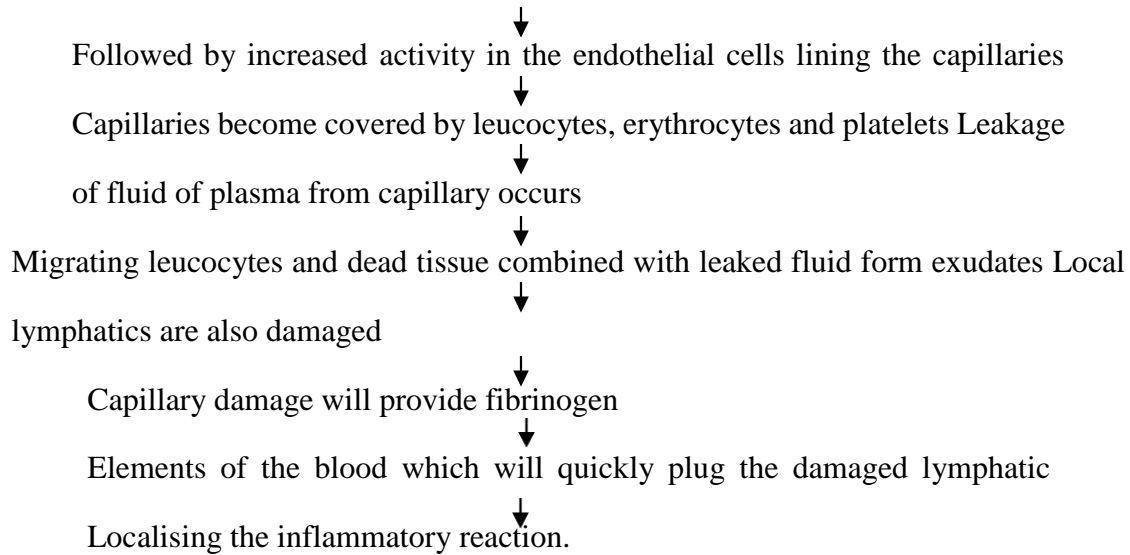 Followed by increased activity in the endothelial cells lining the capillaries
Capillaries become covered by leucocytes, erythrocytes and platelets Leakage
of fluid of plasma from capillary occurs
Migrating leucocytes and dead tissue combined with leaked fluid form exudates Local
lymphatics are also damaged
Capillary damage will provide fibrinogen
Elements of the blood which will quickly plug the damaged lymphatic
Localising the inflammatory reaction.